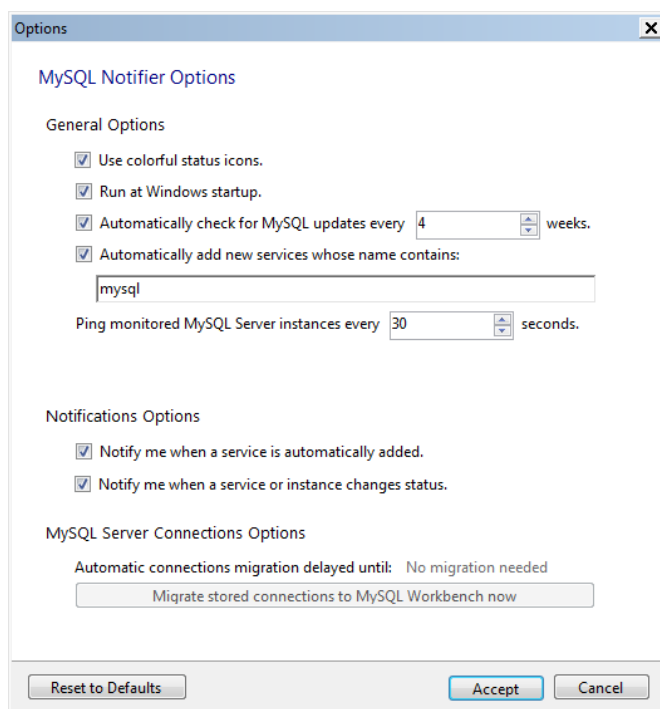 Options
MySQL Notifier Options
General Options
Use colorful status icons.
Run at Windows startup.
Automatically check for MySQL updates every 4 weeks.
Automatically add new services whose name contains:
mysql
Ping monitored MySQL Server instances every 30 seconds.
Notifications Options
Notify me when a service is automatically added.
Notify me when a service or instance changes status.
MySQL Server Connections Options
Automatic connections migration delayed until: No migration needed
Migrate stored connections to MySQL Workbench now
Reset to Defaults Accept Cancel